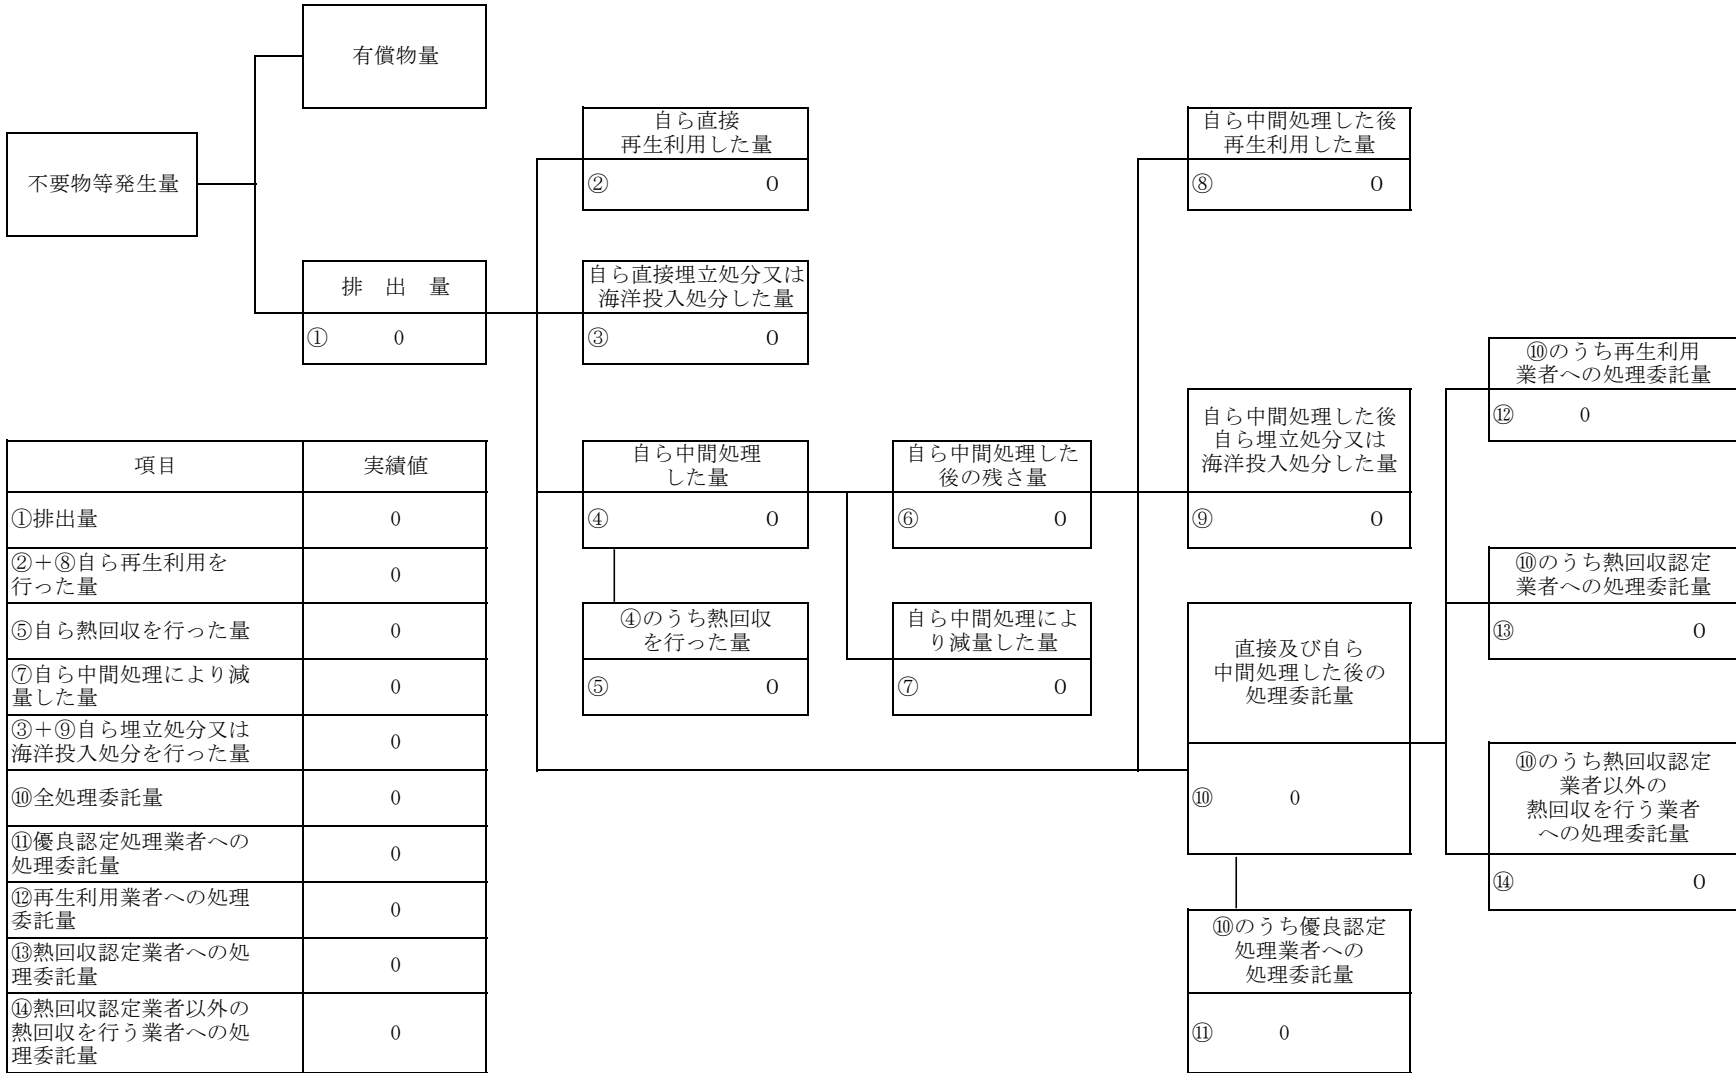 有償物量
不要物等発生量
排 出 量
① 0
自ら直接
再生利用した量
② 0
自ら直接埋立処分又は
海洋投入処分した量
③ 0
自ら中間処理
した量
④ 0
④のうち熱回収
を行った量
⑤ 0
自ら中間処理した
後の残さ量
⑥ 0
自ら中間処理によ
り減量した量
⑦ 0
自ら中間処理した後
再生利用した量
⑧ 0
自ら中間処理した後
自ら埋立処分又は
海洋投入処分した量
⑨ 0
直接及び自ら
中間処理した後の
処理委託量
⑩ 0
⑩のうち優良認定
処理業者への
処理委託量
⑪ 0
⑩のうち再生利用
業者への処理委託量
⑫ 0
⑩のうち熱回収認定
業者への処理委託量
⑬ 0
⑩のうち熱回収認定
業者以外の
熱回収を行う業者
への処理委託量
⑭ 0
項目 実績値
①排出量 0
②＋⑧自ら再生利用を
行った量 0
⑤自ら熱回収を行った量 0
⑦自ら中間処理により減
量した量 0
③＋⑨自ら埋立処分又は
海洋投入処分を行った量 0
⑩全処理委託量 0
⑪優良認定処理業者への
処理委託量 0
⑫再生利用業者への処理
委託量 0
⑬熱回収認定業者への処
理委託量 0
⑭熱回収認定業者以外の
熱回収を行う業者への処 0
理委託量